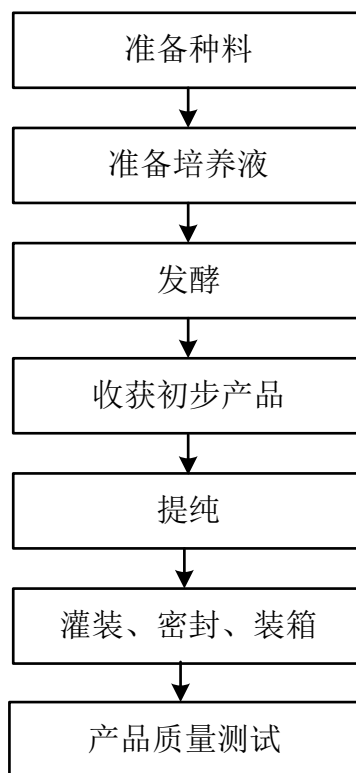 准备种料
准备培养液
发酵
收获初步产品
提纯
灌装、密封、装箱
产品质量测试